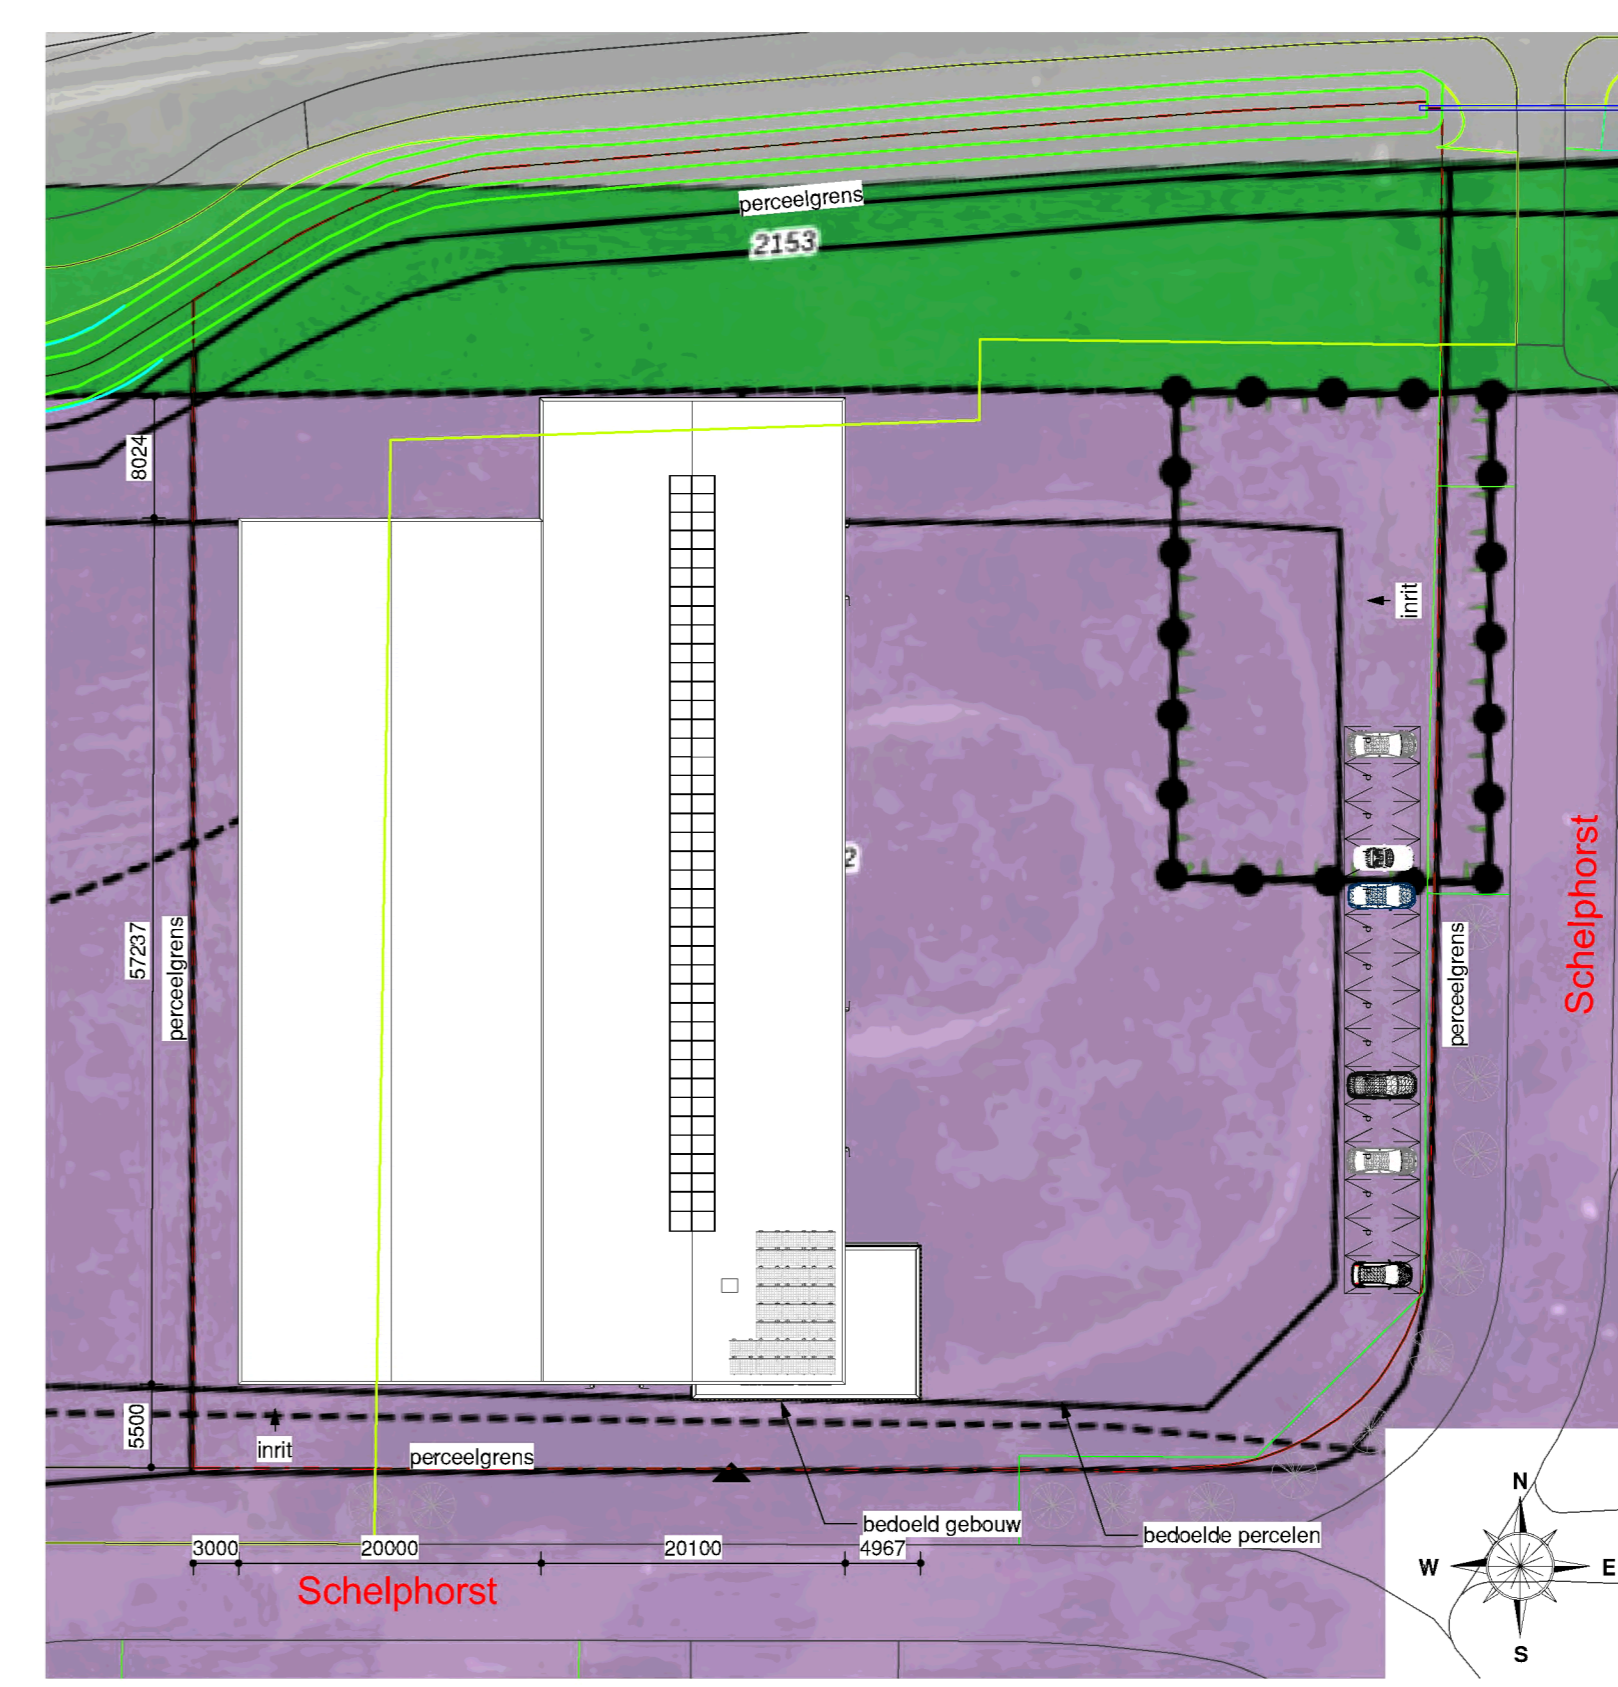 perceelgrens
2153
8024
inrit
2
Schelphorst
57237
perceelgrens
perceelgrens
5500
inrit
perceelgrens
bedoeld gebouw
bedoelde percelen
3000
20000
20100
4967
Schelphorst
N
W
E
S